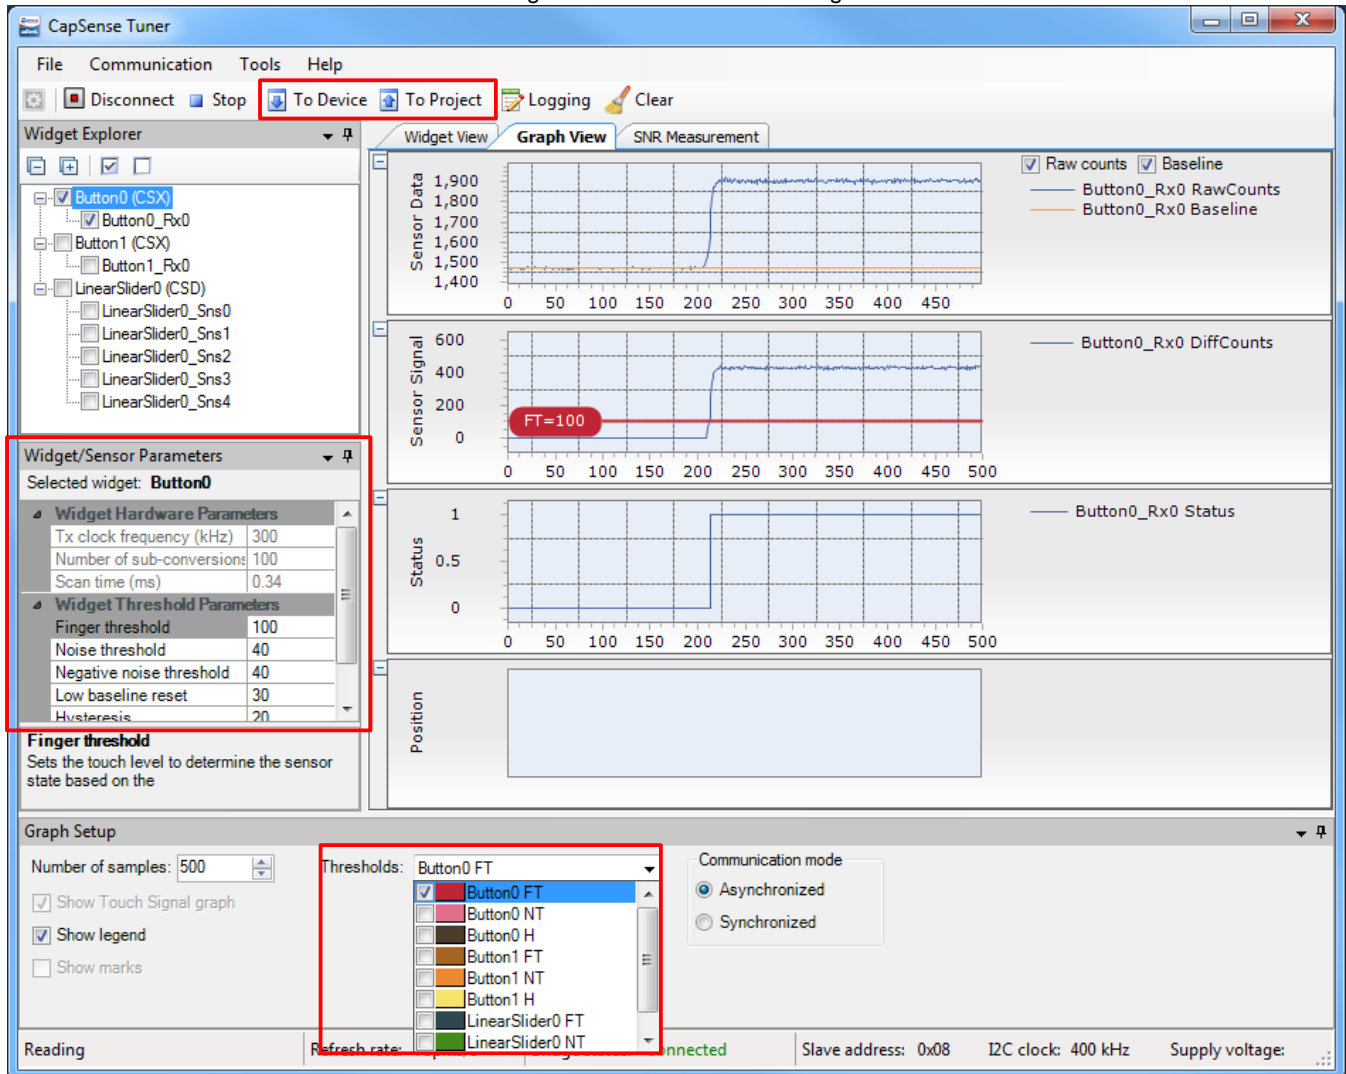 CapSense Tuner
File Communication Tools Help
Disconnect Stop To Device To Project Logging Clear
Widget Explorer
Button0 (CSX)
Button0_Rx0
Button1 (CSX)
Button1_Rx0
LinearSlider0 (CSD)
LinearSlider0_Sns0
LinearSlider0_Sns1
LinearSlider0_Sns2
LinearSlider0_Sns3
LinearSlider0_Sns4
Widget/Sensor Parameters
Selected widget: Button0
Widget Hardware Parameters
Tx clock frequency (kHz) 300
Number of sub-conversions 100
Scan time (ms) 0.34
Widget Threshold Parameters
Finger threshold 100
Noise threshold 40
Negative noise threshold 40
Low baseline reset 30
Hysteresis 20
Finger threshold
Sets the touch level to determine the sensor
state based on the
Widget View Graph View SNR Measurement
Sensor Data
1,900
1,800
1,700
1,600
1,500
1,400
0 50 100 150 200 250 300 350 400 450
Raw counts Baseline
Button0_Rx0 RawCounts
Button0_Rx0 Baseline
Sensor Signal
600
400
200
0
FT=100
0 50 100 150 200 250 300 350 400 450 500
Button0_Rx0 DiffCounts
Status
1
0.5
0
0 50 100 150 200 250 300 350 400 450 500
Button0_Rx0 Status
Position
Graph Setup
Number of samples: 500
Show Touch Signal graph
Show legend
Show marks
Thresholds: Button0 FT
Button0 FT
Button0 NT
Button0 H
Button1 FT
Button1 NT
Button1 H
LinearSlider0 FT
LinearSlider0 NT
Communication mode
Asynchronized
Synchronized
Reading Refresh rate: Slave address: 0x08 I2C clock: 400 kHz Supply voltage: